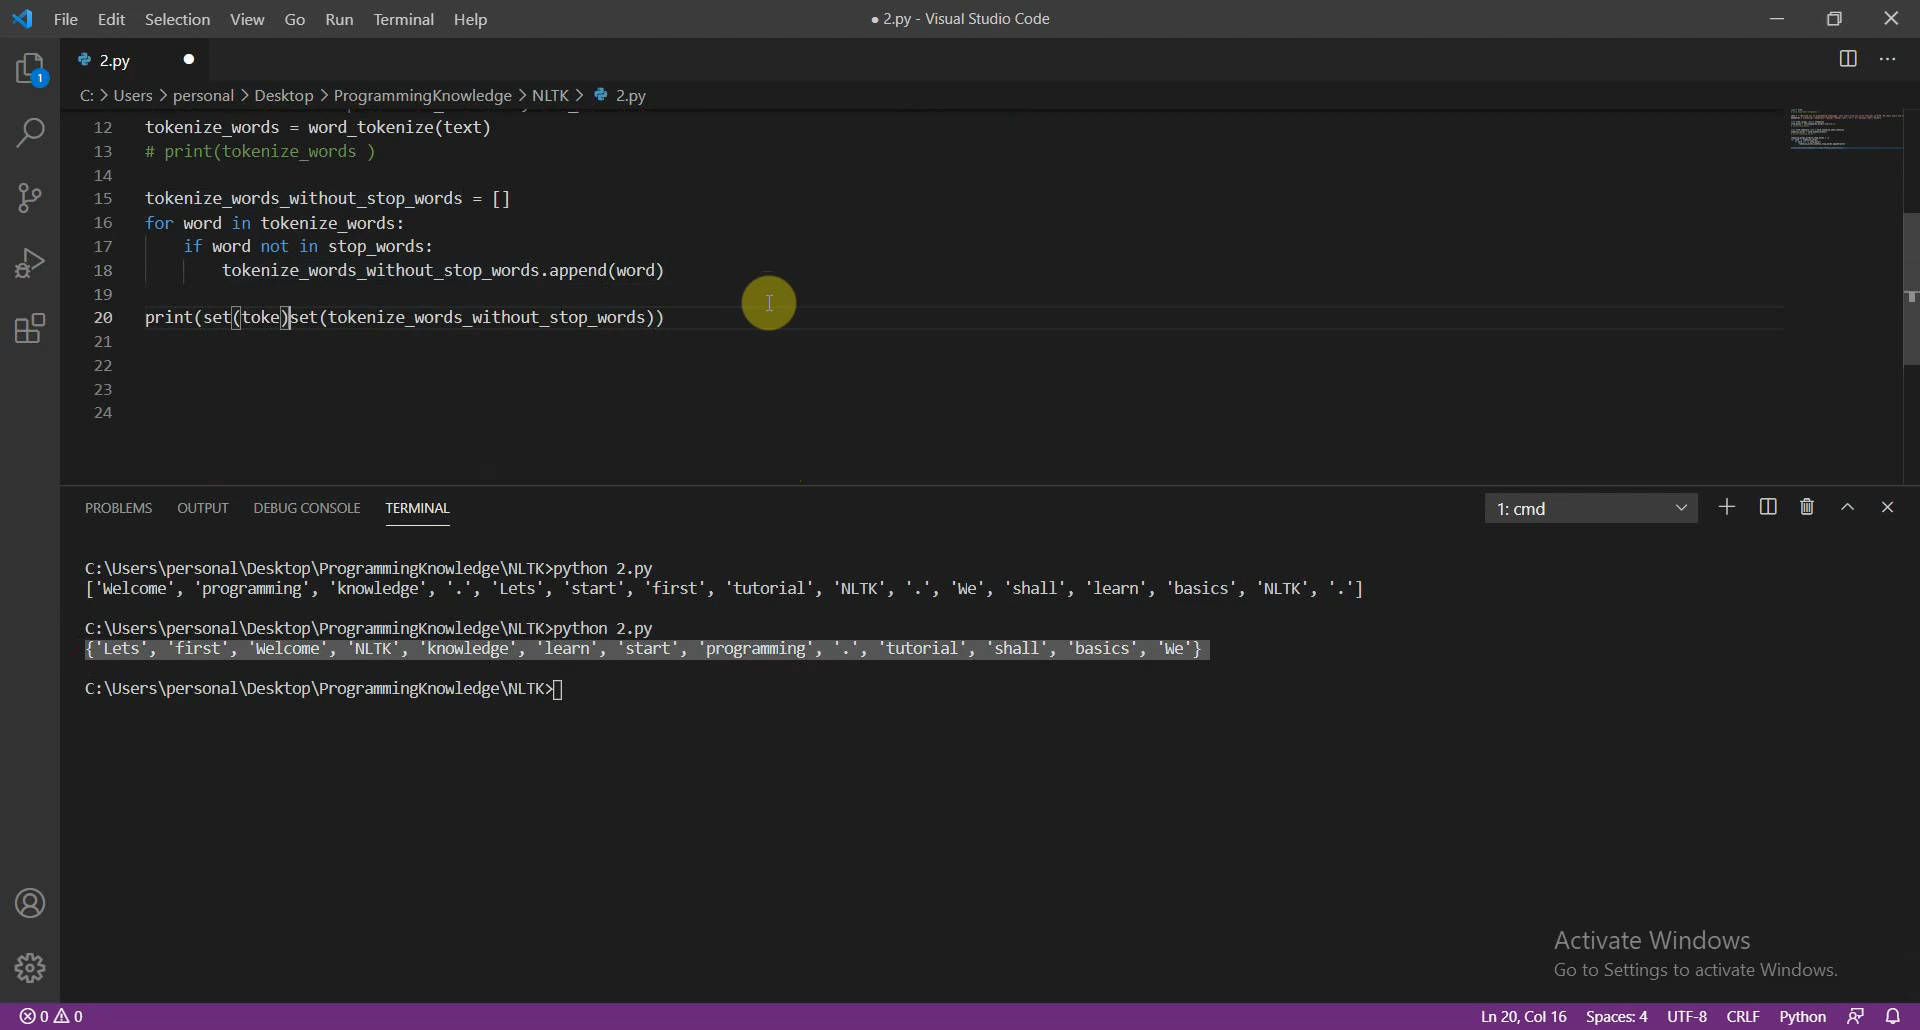 File Edit Selection View Go Run Terminal Help
● 2.py - Visual Studio Code
1
2.py
C: > Users > personal > Desktop > ProgrammingKnowledge > NLTK > 2.py
12 tokenize_words = word_tokenize(text)
13 # print(tokenize_words )
14
15 tokenize_words_without_stop_words = []
16 for word in tokenize_words:
17 if word not in stop_words:
18 tokenize_words_without_stop_words.append(word)
19
20 print(set(toke)set(tokenize_words_without_stop_words))
21
22
23
24
PROBLEMS OUTPUT DEBUG CONSOLE TERMINAL
1: cmd
C:\Users\personal\Desktop\ProgrammingKnowledge\NLTK>python 2.py
['Welcome', 'programming', 'knowledge', '.', 'Lets', 'start', 'first', 'tutorial', 'NLTK', '.', 'We', 'shall', 'learn', 'basics', 'NLTK', '.']
C:\Users\personal\Desktop\ProgrammingKnowledge\NLTK>python 2.py
{'Lets', 'first', 'Welcome', 'NLTK', 'knowledge', 'learn', 'start', 'programming', '.', 'tutorial', 'shall', 'basics', 'We'}
C:\Users\personal\Desktop\ProgrammingKnowledge\NLTK>
Activate Windows
Go to Settings to activate Windows.
0 0
Ln 20, Col 16 Spaces: 4 UTF-8 CRLF Python